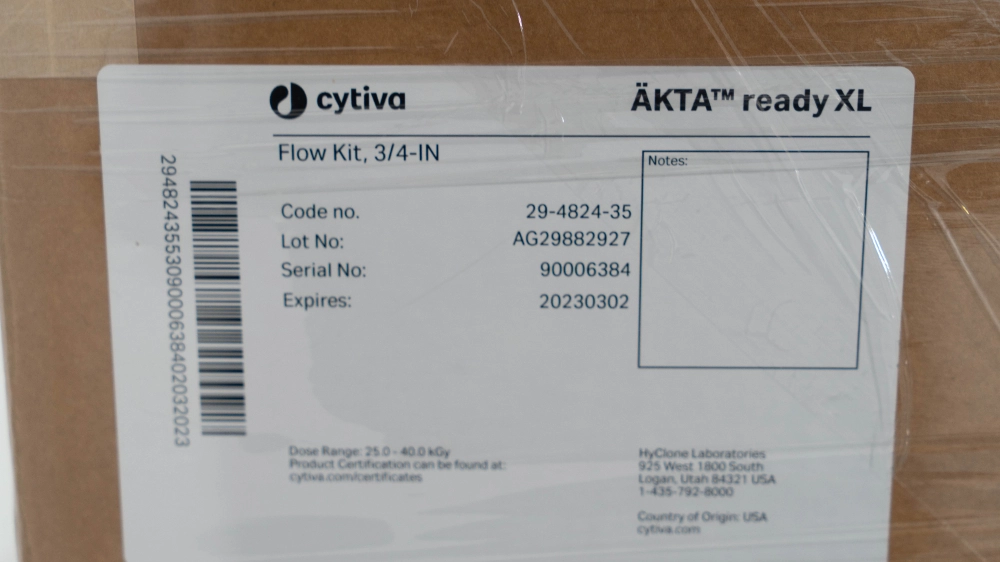 cytiva
ÄKTA™ ready XL
Flow Kit, 3/4-IN
Notes:
Code no. 29-4824-35
Lot No: AG29882927
Serial No: 90006384
Expires: 20230302
294824355309000638402032023
Dose Range: 25.0 - 40.0 kGy
Product Certification can be found at:
cytiva.com/certificates
HyClone Laboratories
925 West 1800 South
Logan, Utah 84321 USA
1-435-792-8000
Country of Origin: USA
cytiva.com